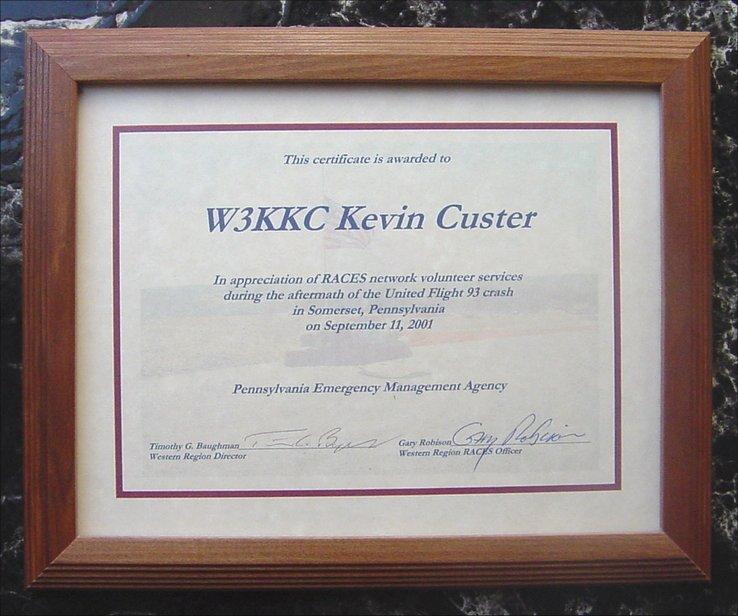 This certificate is awarded to
W3KKC Kevin Custer
In appreciation of RACES network volunteer services
during the aftermath of the United Flight 93 crash
in Somerset, Pennsylvania
on September 11, 2001
Pennsylvania Emergency Management Agency
Timothy G. Baughman
Western Region Director
Gary Robison Gary Robison
Western Region RACES Officer